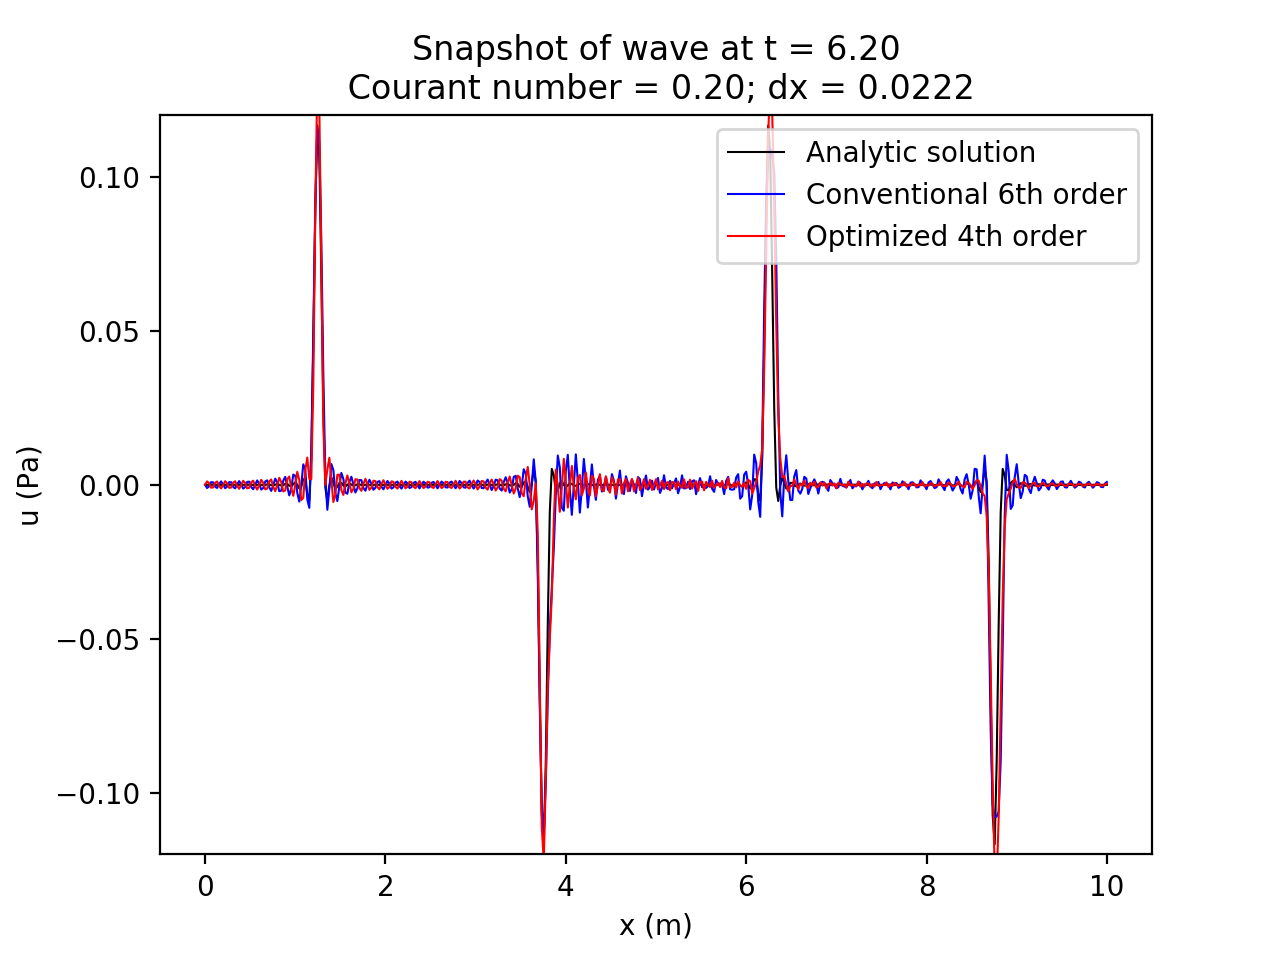 Snapshot of wave at t = 6.20
Courant number = 0.20; dx = 0.0222
Analytic solution
Conventional 6th order
Optimized 4th order
0.10
0.05
0.00
−0.05
−0.10
u (Pa)
0 2 4 6 8 10
x (m)